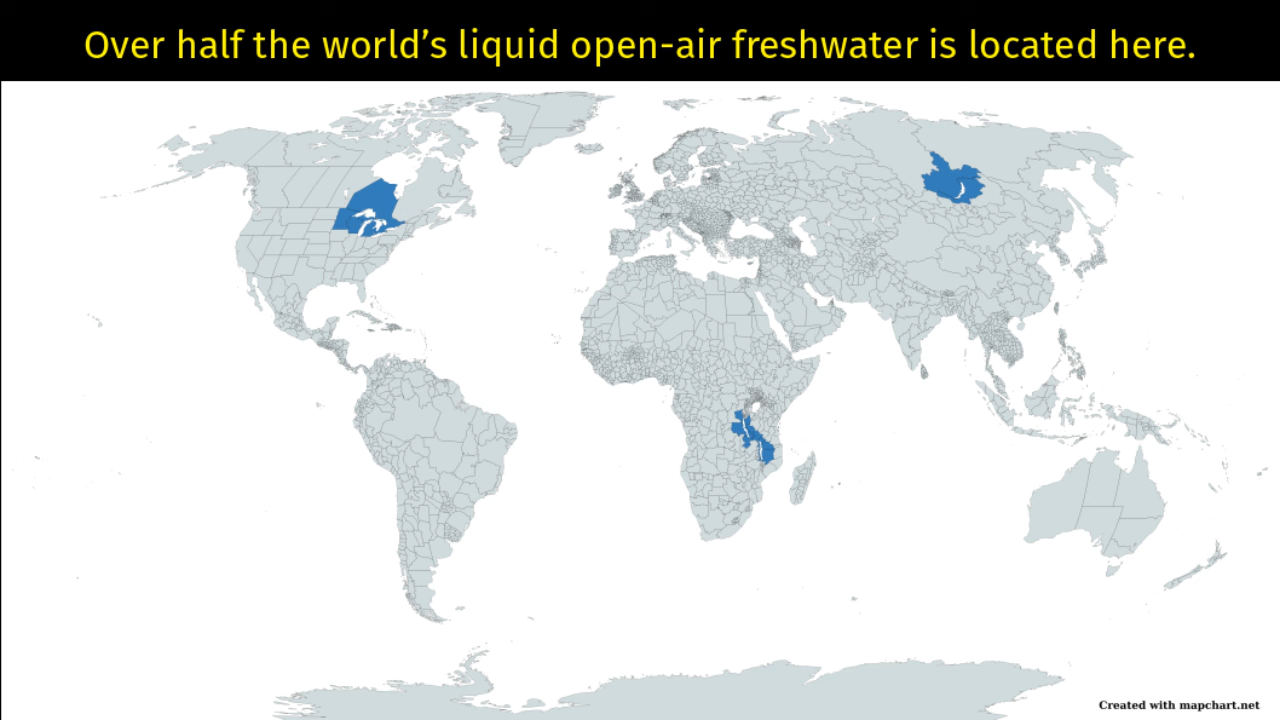 Over half the world’s liquid open-air freshwater is located here.
Created with mapchart.net